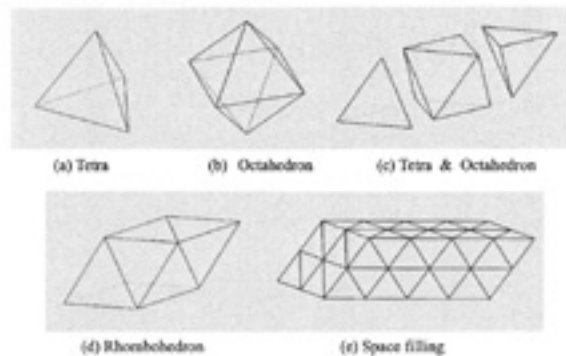 (a) Tetra
(b) Octahedron
(c) Tetra & Octahedron
(d) Rhombohedron
(e) Space filling